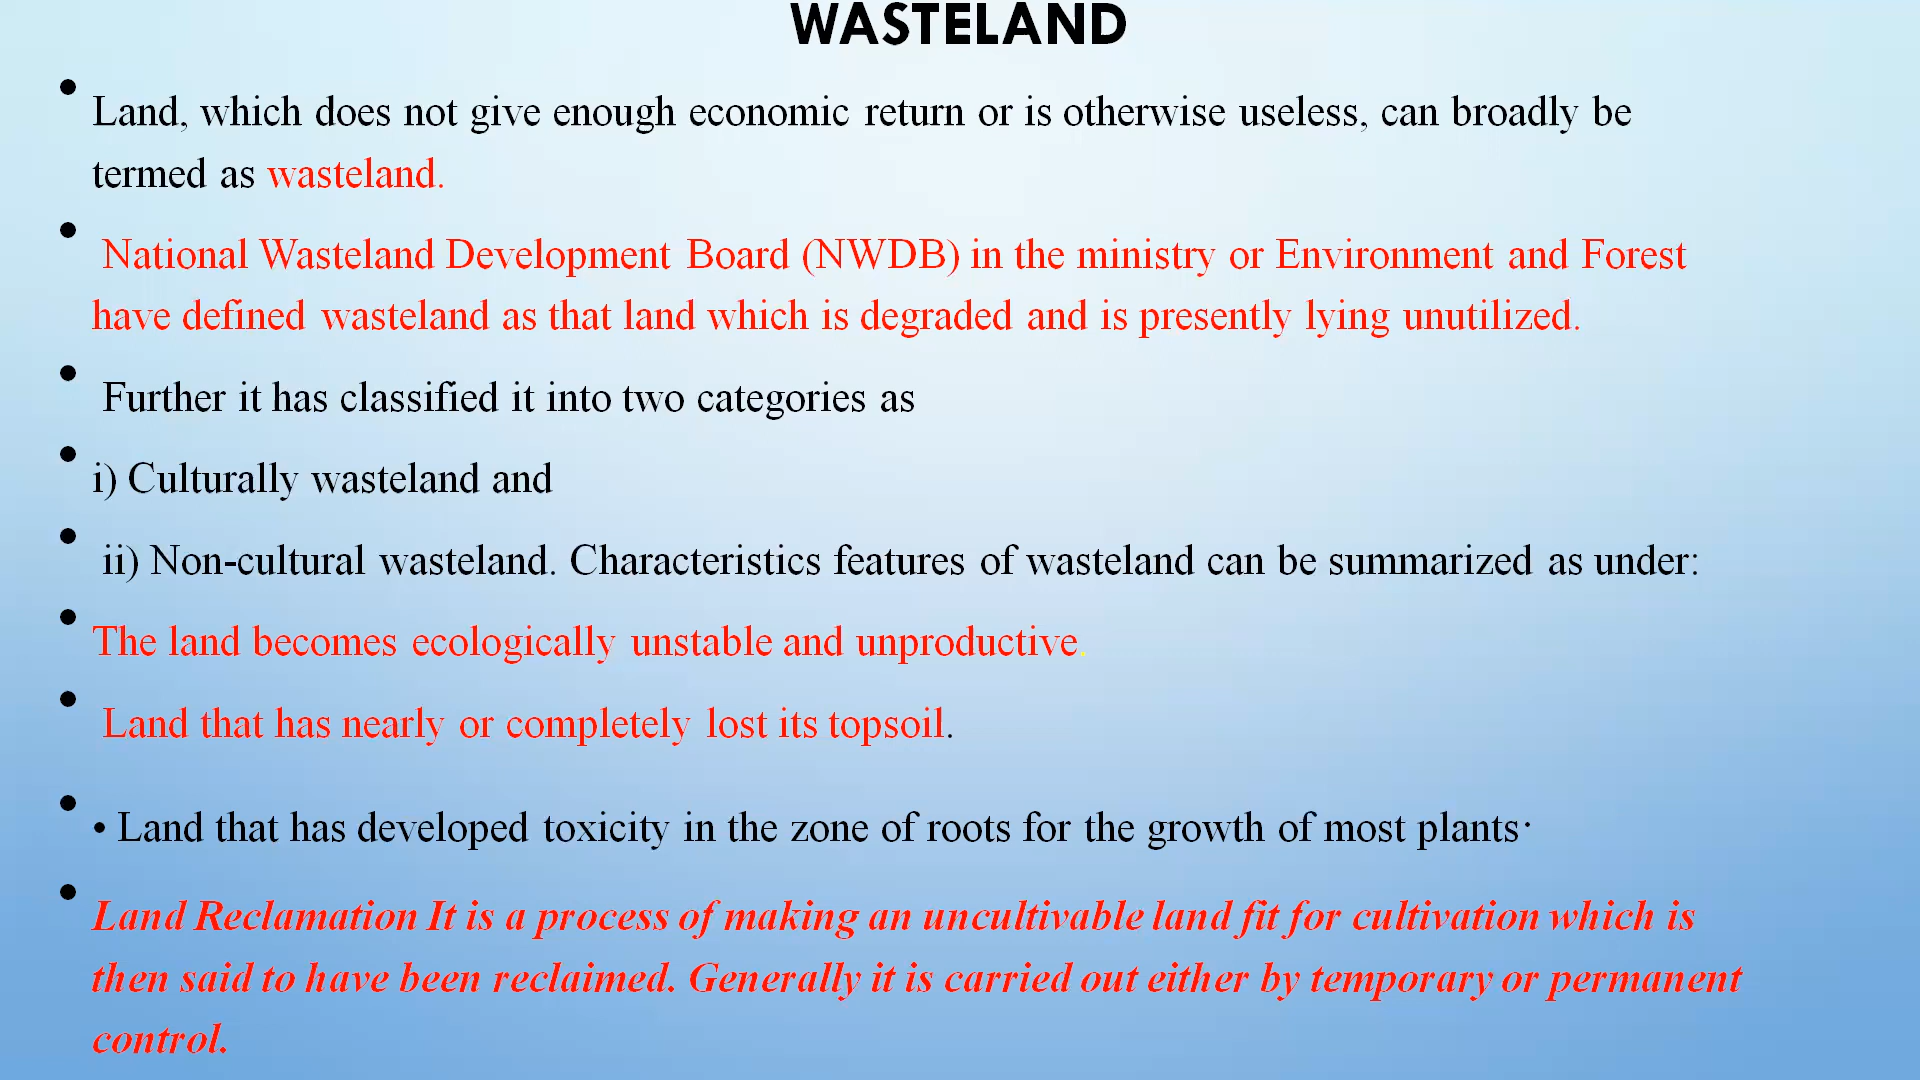 WASTELAND
• Land, which does not give enough economic return or is otherwise useless, can broadly be
termed as wasteland.
• National Wasteland Development Board (NWDB) in the ministry or Environment and Forest
have defined wasteland as that land which is degraded and is presently lying unutilized.
• Further it has classified it into two categories as
• i) Culturally wasteland and
• ii) Non-cultural wasteland. Characteristics features of wasteland can be summarized as under:
• The land becomes ecologically unstable and unproductive.
• Land that has nearly or completely lost its topsoil.
• • Land that has developed toxicity in the zone of roots for the growth of most plants·
• Land Reclamation It is a process of making an uncultivable land fit for cultivation which is
then said to have been reclaimed. Generally it is carried out either by temporary or permanent
control.